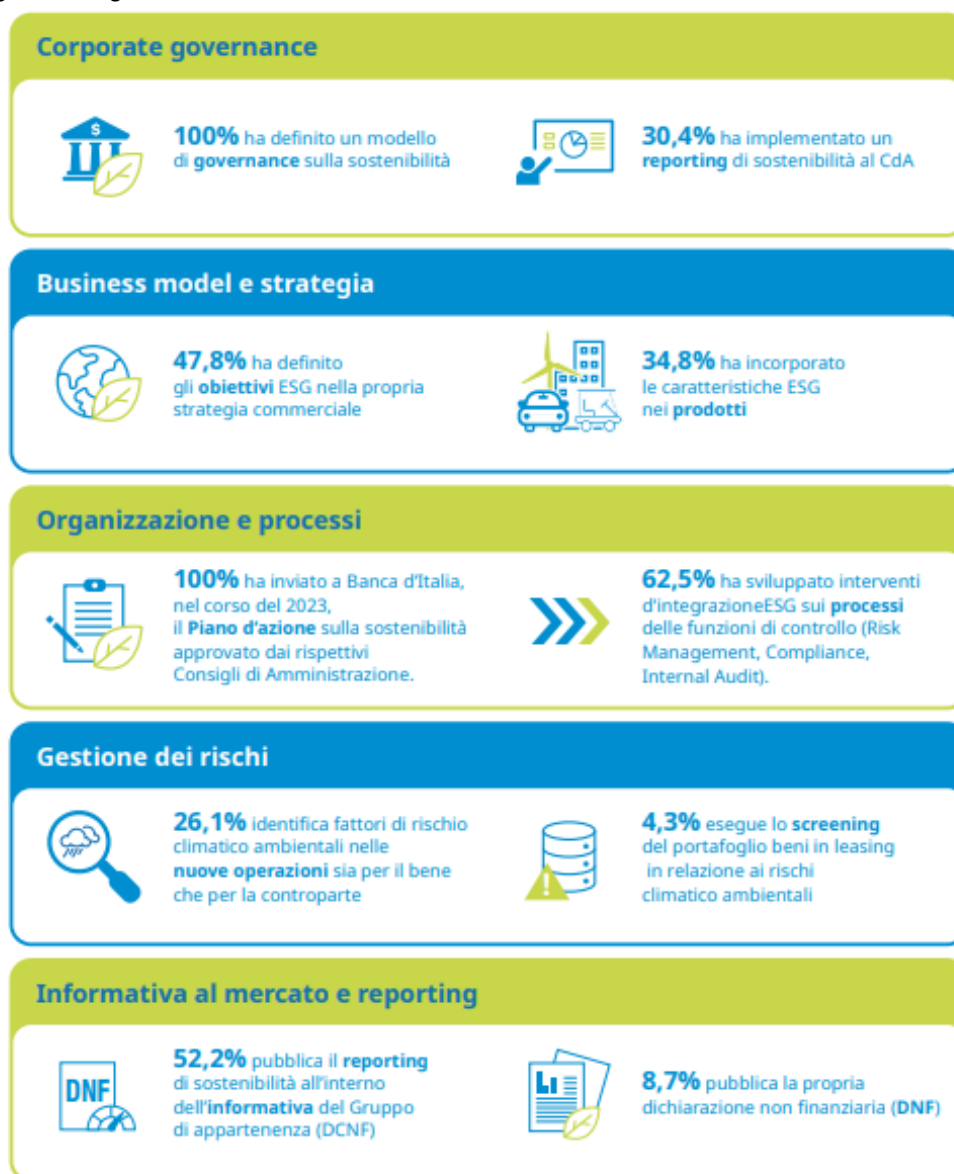 Corporate governance
100% ha definito un modello
di governance sulla sostenibilità
30,4% ha implementato un
reporting di sostenibilità al CdA
Business model e strategia
47,8% ha definito
gli obiettivi ESG nella propria
strategia commerciale
34,8% ha incorporato
le caratteristiche ESG
nei prodotti
Organizzazione e processi
100% ha inviato a Banca d'Italia,
nel corso del 2023,
il Piano d'azione sulla sostenibilità
approvato dai rispettivi
Consigli di Amministrazione.
62,5% ha sviluppato interventi
d'integrazioneESG sui processi
delle funzioni di controllo (Risk
Management, Compliance,
Internal Audit).
Gestione dei rischi
26,1% identifica fattori di rischio
climatico ambientali nelle
nuove operazioni sia per il bene
che per la controparte
4,3% esegue lo screening
del portafoglio beni in leasing
in relazione ai rischi
climatico ambientali
Informativa al mercato e reporting
DNF
52,2% pubblica il reporting
di sostenibilità all'interno
dell'informativa del Gruppo
di appartenenza (DCNF)
8,7% pubblica la propria
dichiarazione non finanziaria (DNF)